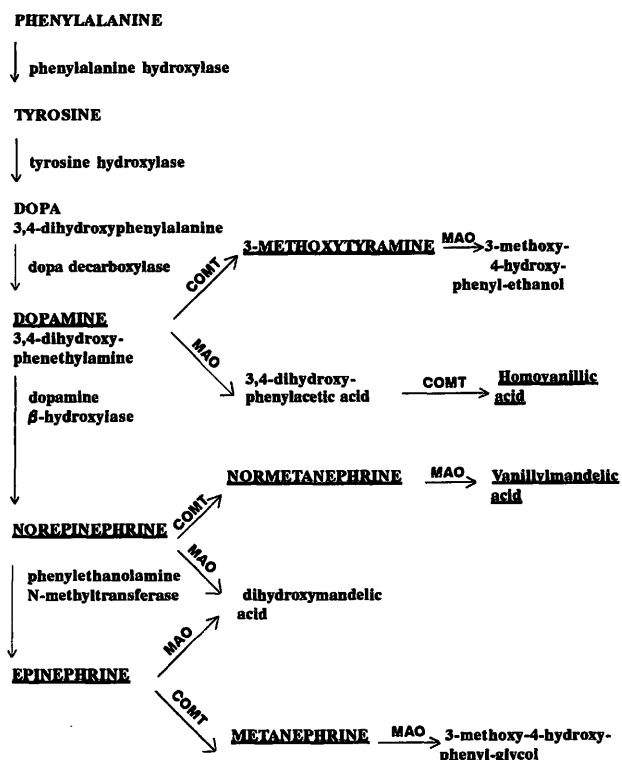 PHENYLALANINE
phenylalanine hydroxylase
TYROSINE
tyrosine hydroxylase
DOPA
3,4-dihydroxyphenylalanine
dopa decarboxylase
COMT
3-METHOXYTYRAMINE
MAO
3-methoxy-
4-hydroxy-
phenyl-ethanol
DOPAMINE
3,4-dihydroxy-
phenethylamine
MAO
3,4-dihydroxy-
phenylacetic acid
COMT
Homovanillic
acid
dopamine
β-hydroxylase
NORMETANEPHRINE
MAO
Vanillylmandelic
acid
NOREPINEPHRINE
COMT
MAO
phenylethanolamine
N-methyltransferase
dihydroxymandelic
acid
MAO
EPINEPHRINE
COMT
METANEPHRINE
MAO
3-methoxy-4-hydroxy-
phenyl-glycol